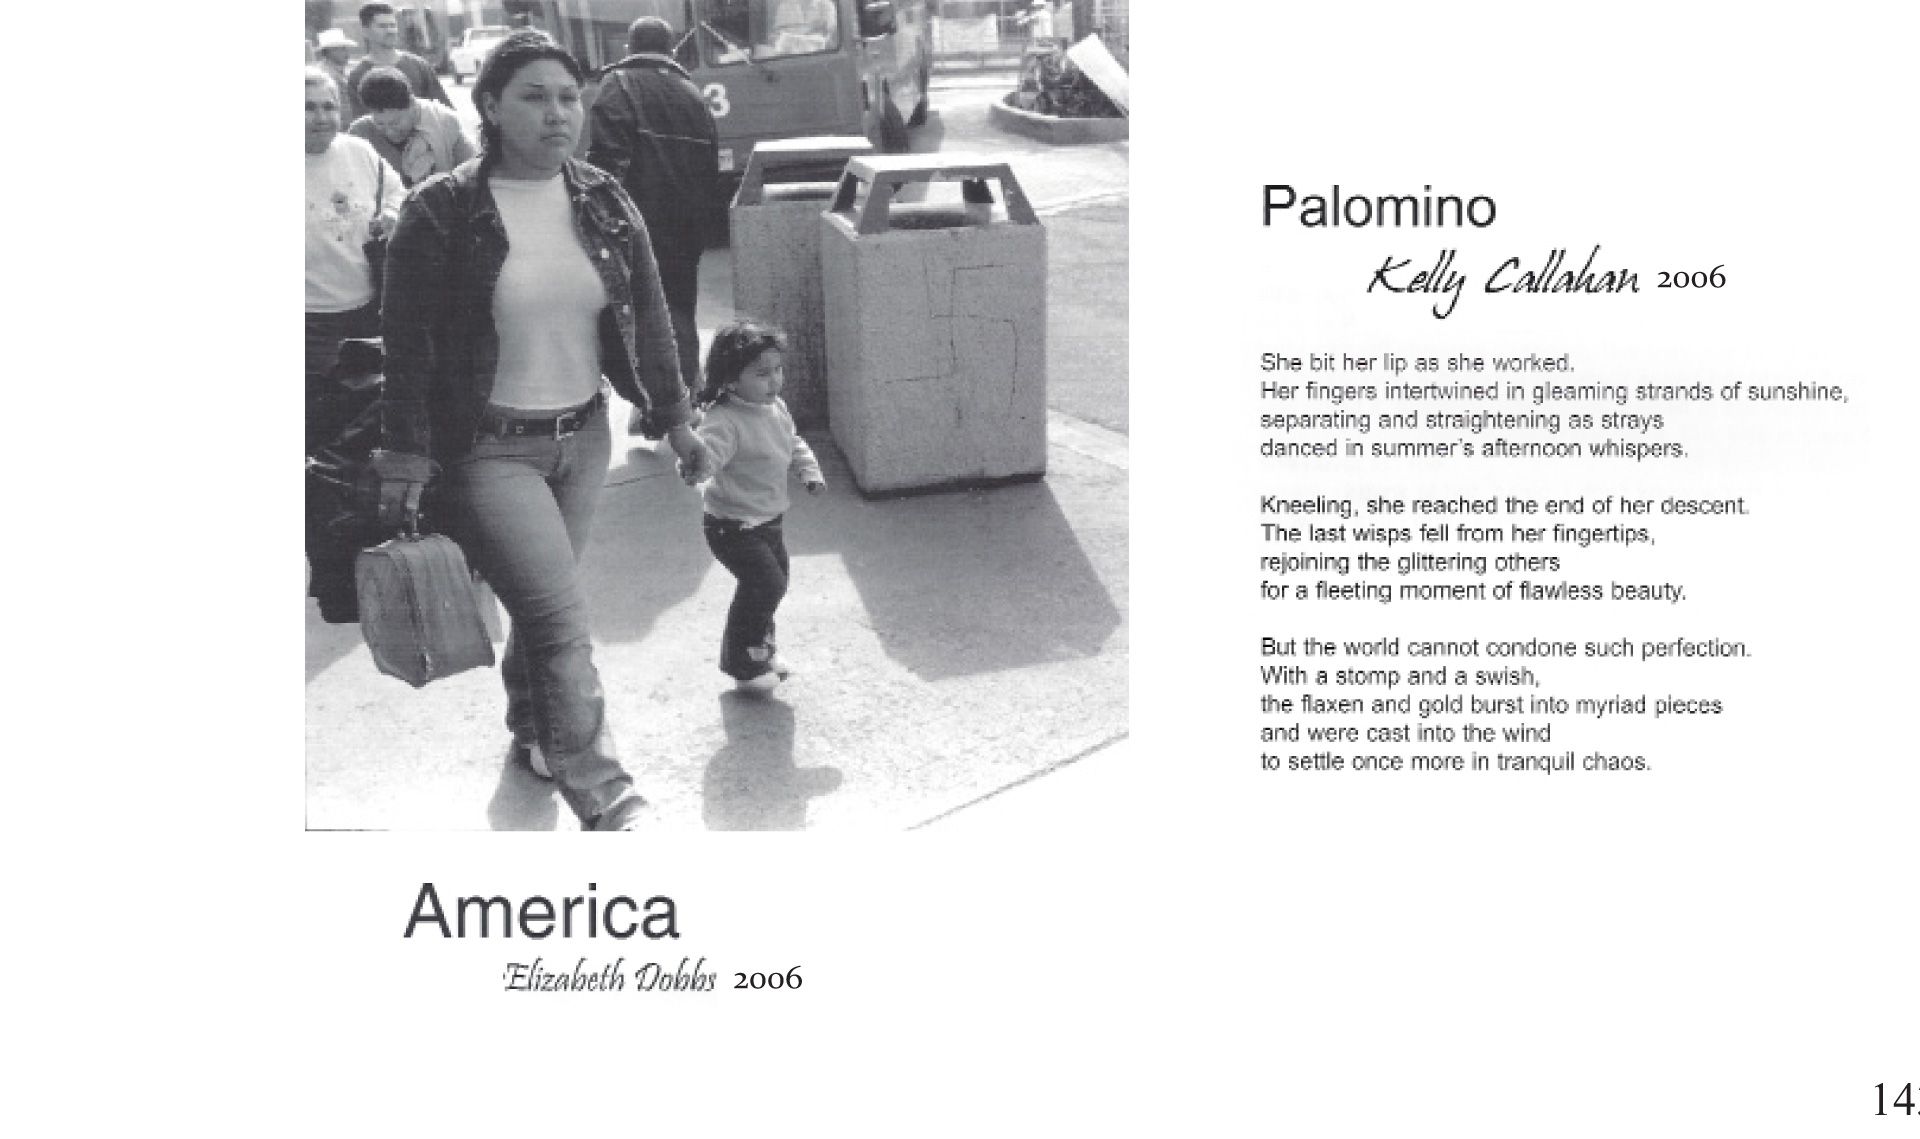 3
America
Elizabeth Dobbs 2006
Palomino
Kelly Callahan 2006
She bit her lip as she worked.
Her fingers intertwined in gleaming strands of sunshine,
separating and straightening as strays
danced in summer's afternoon whispers.
Kneeling, she reached the end of her descent.
The last wisps fell from her fingertips,
rejoining the glittering others
for a fleeting moment of flawless beauty.
But the world cannot condone such perfection.
With a stomp and a swish,
the flaxen and gold burst into myriad pieces
and were cast into the wind
to settle once more in tranquil chaos.